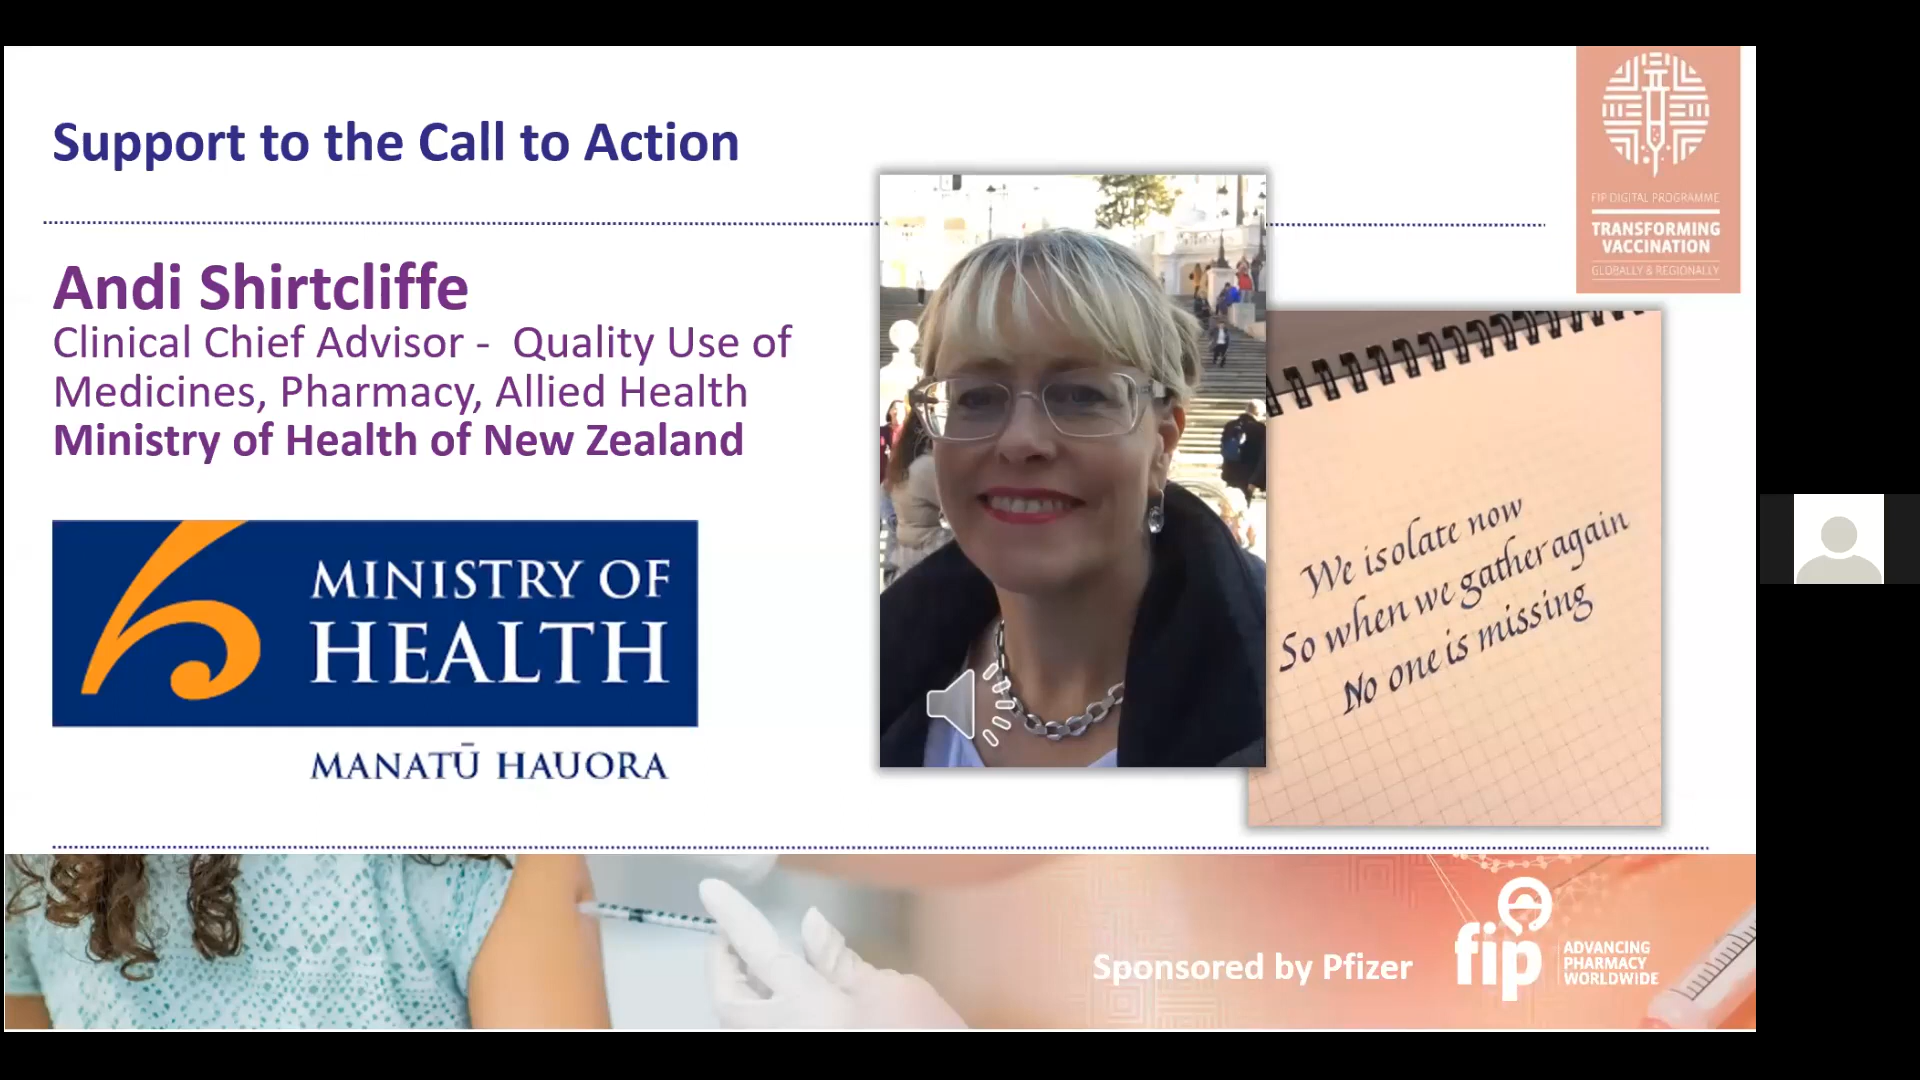 Support to the Call to Action
FIP DIGITAL PROGRAMME
TRANSFORMING
VACCINATION
GLOBALLY & REGIONALLY
Andi Shirtcliffe
Clinical Chief Advisor - Quality Use of
Medicines, Pharmacy, Allied Health
Ministry of Health of New Zealand
MINISTRY OF
HEALTH
MANATŪ HAUORA
We isolate now
So when we gather again
No one is missing
Sponsored by Pfizer
fip
ADVANCING
PHARMACY
WORLDWIDE